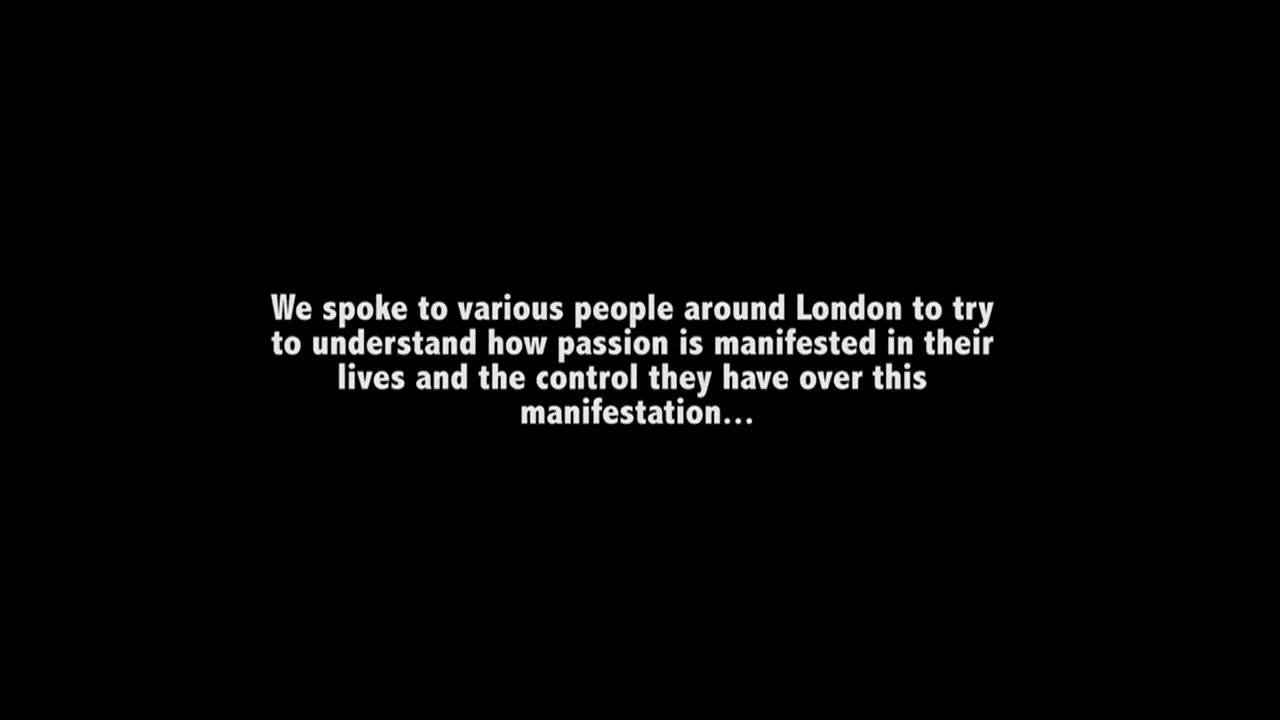 We spoke to various people around London to try
to understand how passion is manifested in their
lives and the control they have over this
manifestation...